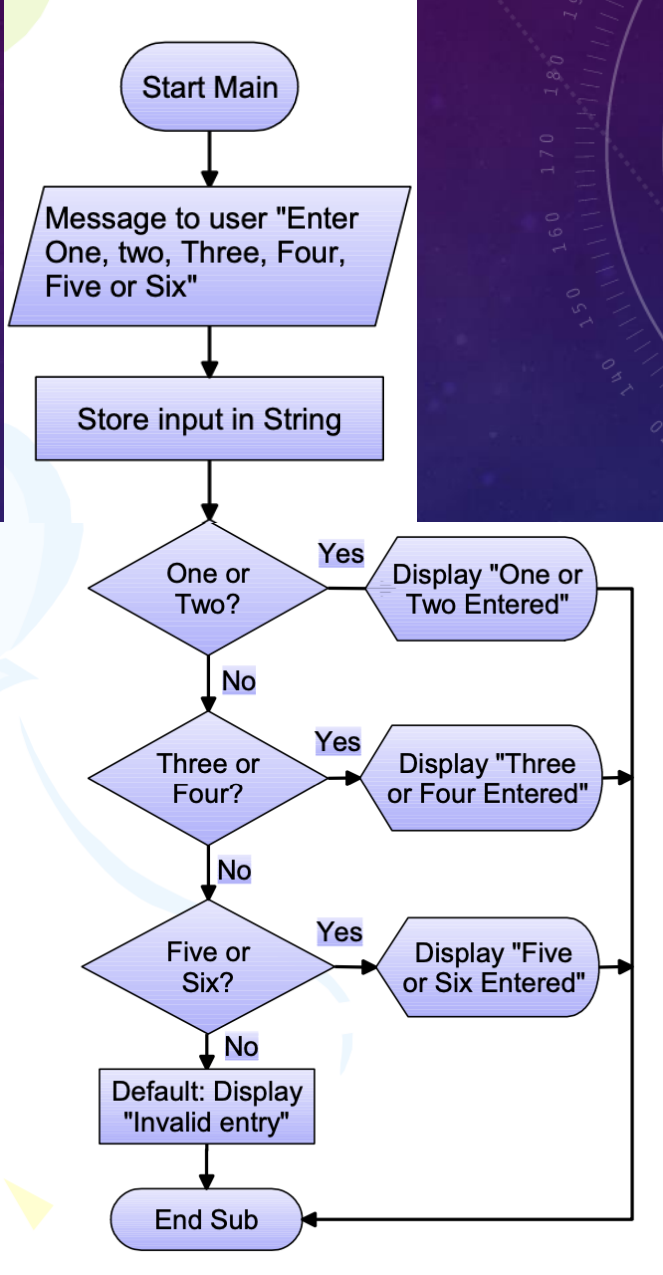 Start Main
Message to user "Enter
One, two, Three, Four,
Five or Six"
Store input in String
One or
Two?
Yes
Display "One or
Two Entered"
No
Three or
Four?
Yes
Display "Three
or Four Entered"
No
Five or
Six?
Yes
Display "Five
or Six Entered"
No
Default: Display
"Invalid entry"
End Sub
180
170
160
150
140